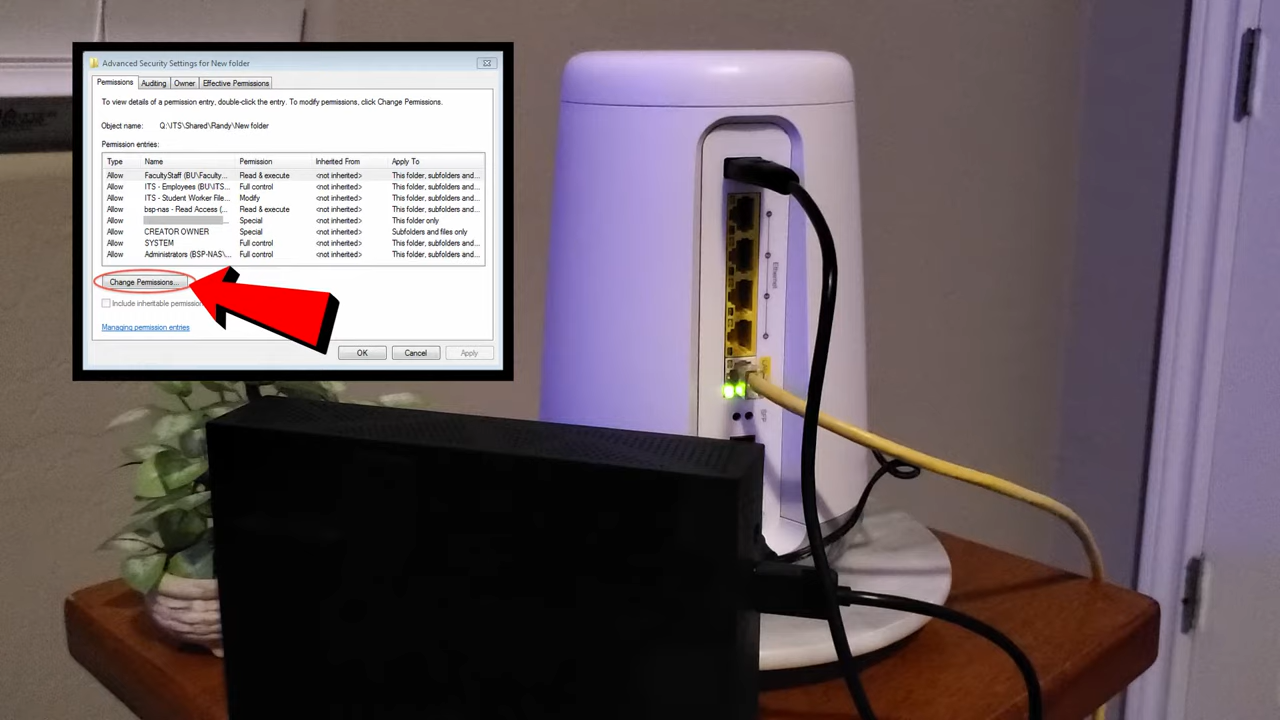 Advanced Security Settings for New folder
Permissions Auditing Owner Effective Permissions
To view details of a permission entry, double-click the entry. To modify permissions, click Change Permissions.
Object name: Q:\ITS\Shared\Randy\New folder
Permission entries:
Type Name Permission Inherited From Apply To
Allow FacultyStaff (BU\Faculty... Read & execute <not inherited> This folder, subfolders and...
Allow ITS - Employees (BU\ITS... Full control <not inherited> This folder, subfolders and...
Allow ITS - Student Worker File... Modify <not inherited> This folder, subfolders and...
Allow bsp-nas - Read Access (... Read & execute <not inherited> This folder, subfolders and...
Allow ... Special <not inherited> This folder only
Allow CREATOR OWNER Special <not inherited> Subfolders and files only
Allow SYSTEM Full control <not inherited> This folder, subfolders and...
Allow Administrators (BSP-NAS\... Full control <not inherited> This folder, subfolders and...
Change Permissions...
Include inheritable
Managing permission entries
OK Cancel Apply
Ethernet
SFP